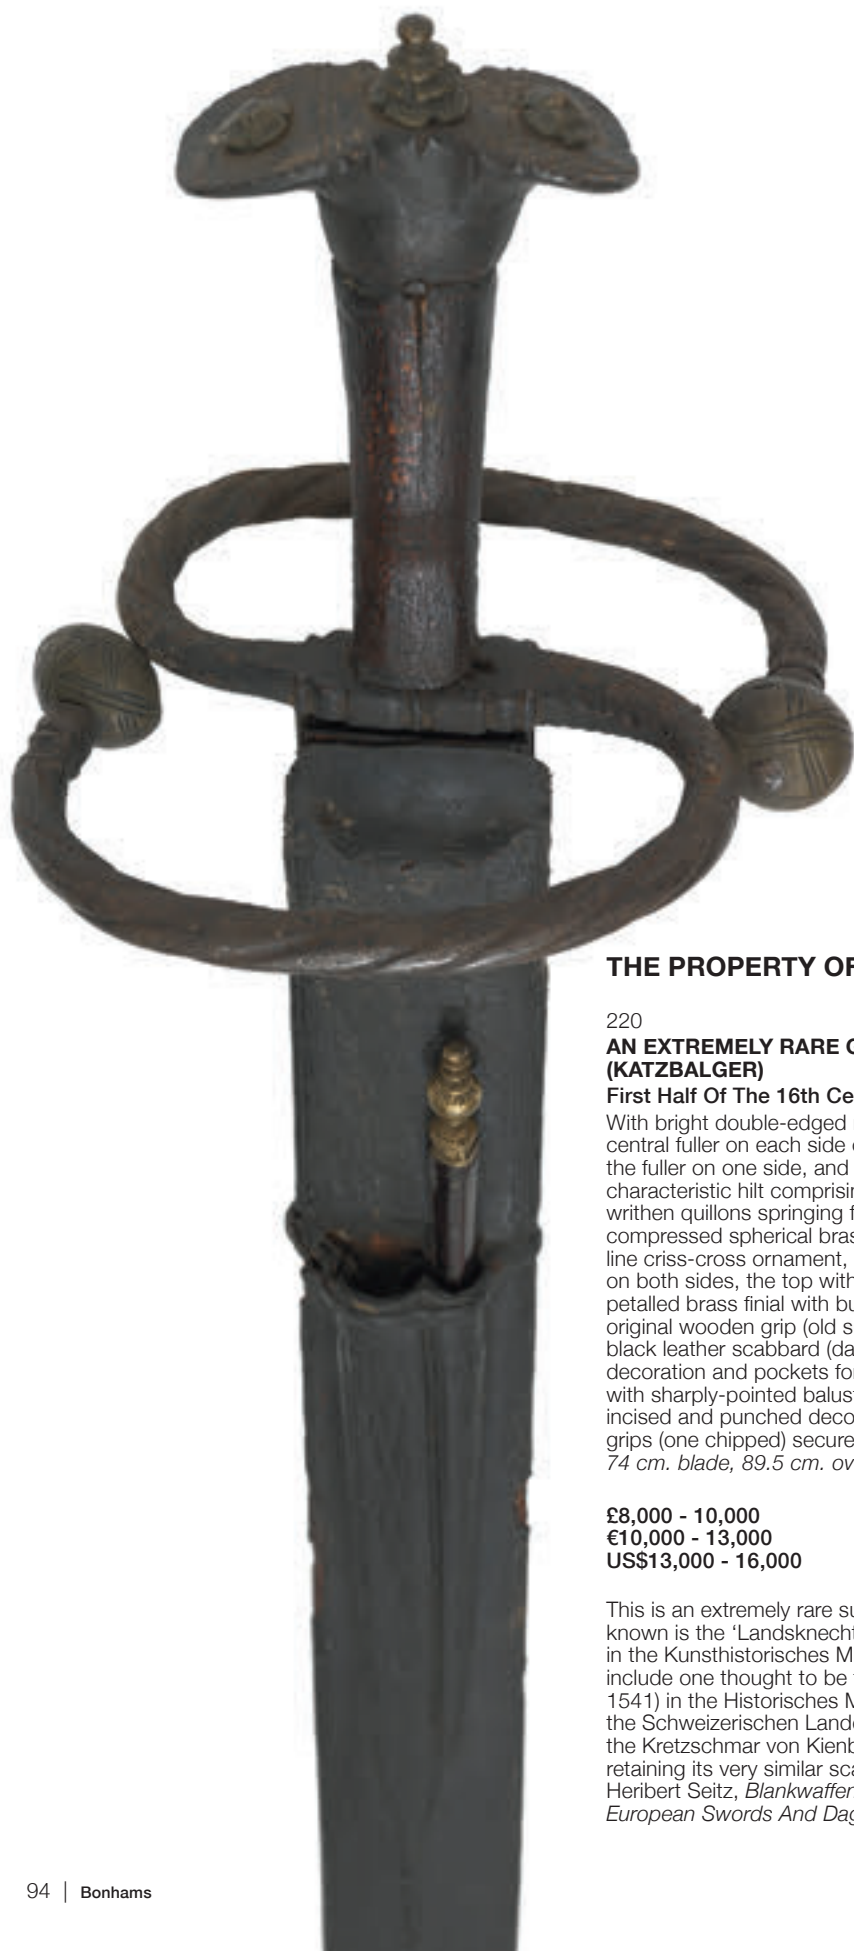 THE PROPERTY OF
220
AN EXTREMELY RARE
(KATZBALGER)
First Half Of The 16th Ce
With bright double-edged
central fuller on each side
the fuller on one side, and
characteristic hilt comprisin
writhen quillons springing f
compressed spherical bras
line criss-cross ornament,
on both sides, the top with
petalled brass finial with bu
original wooden grip (old s
black leather scabbard (da
decoration and pockets for
with sharply-pointed balust
incised and punched deco
grips (one chipped) secure
74 cm. blade, 89.5 cm. ov
£8,000 - 10,000
€10,000 - 13,000
US$13,000 - 16,000
This is an extremely rare su
known is the ‘Landsknecht
in the Kunsthistorisches M
include one thought to be
1541) in the Historisches M
the Schweizerischen Lande
the Kretzschmar von Kienb
retaining its very similar sca
Heribert Seitz, Blankwaffen
European Swords And Dag
94 | Bonhams